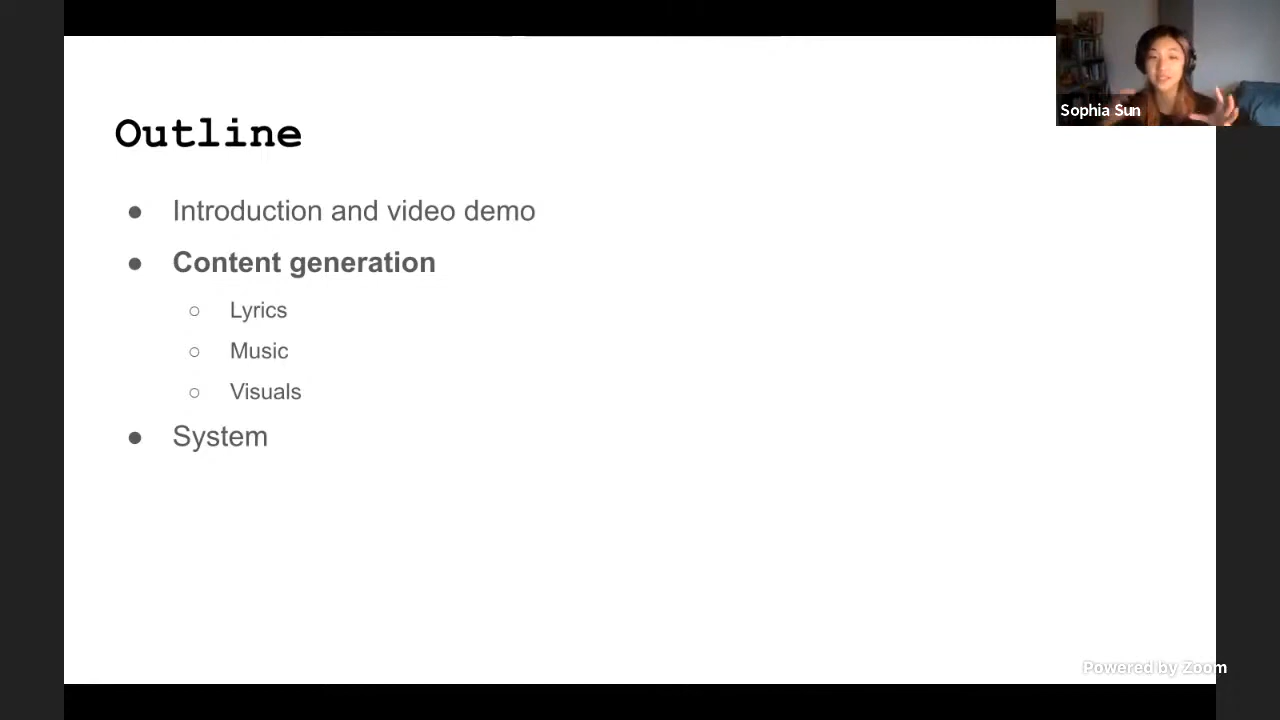 Outline
● Introduction and video demo
● Content generation
○ Lyrics
○ Music
○ Visuals
● System
Sophia Sun
Powered by Zoom